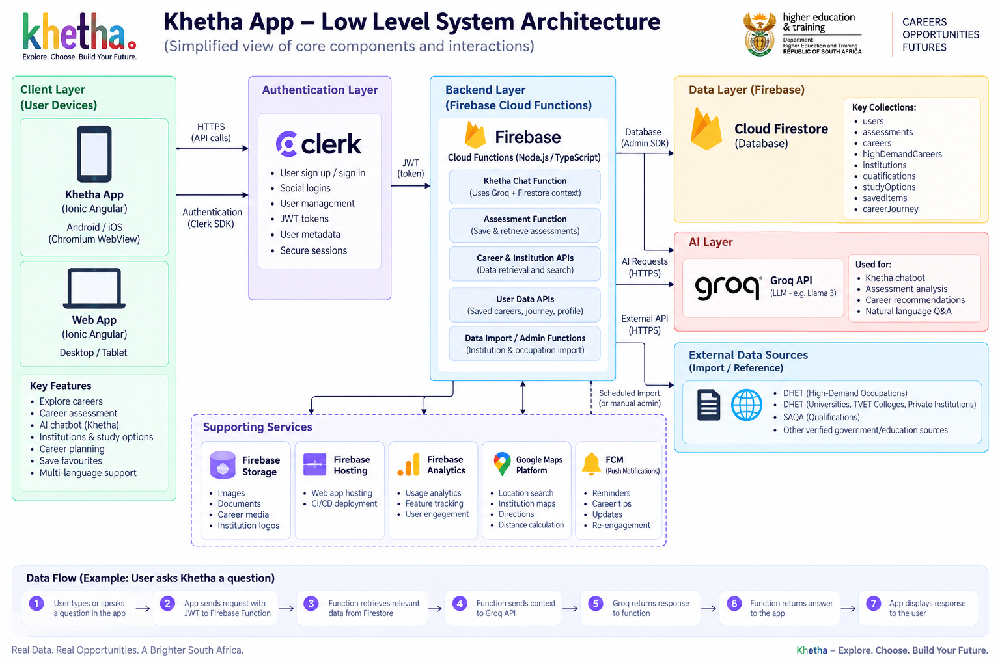 khetha.
Explore. Choose. Build Your Future.
Khetha App – Low Level System Architecture
(Simplified view of core components and interactions)
higher education
& training
Department:
Higher Education and Training
REPUBLIC OF SOUTH AFRICA
CAREERS
OPPORTUNITIES
FUTURES
Client Layer
(User Devices)
Khetha App
(Ionic Angular)
Android / iOS
(Chromium WebView)
Web App
(Ionic Angular)
Desktop / Tablet
Key Features
• Explore careers
• Career assessment
• AI chatbot (Khetha)
• Institutions & study options
• Career planning
• Save favourites
• Multi-language support
HTTPS
(API calls)
Authentication
(Clerk SDK)
Authentication Layer
clerk
• User sign up / sign in
• Social logins
• User management
• JWT tokens
• User metadata
• Secure sessions
JWT
(token)
Backend Layer
(Firebase Cloud Functions)
Firebase
Cloud Functions (Node.js / TypeScript)
Khetha Chat Function
(Uses Groq + Firestore context)
Assessment Function
(Save & retrieve assessments)
Career & Institution APIs
(Data retrieval and search)
User Data APIs
(Saved careers, journey, profile)
Data Import / Admin Functions
(Institution & occupation import)
Database
(Admin SDK)
AI Requests
(HTTPS)
External API
(HTTPS)
Scheduled Import
(or manual admin)
Data Layer (Firebase)
Cloud Firestore
(Database)
Key Collections:
• users
• assessments
• careers
• highDemandCareers
• institutions
• quatifications
• studyOptions
• savedItems
• careerJourney
AI Layer
groq
Groq API
(LLM - e.g. Llama 3)
Used for:
• Khetha chatbot
• Assessment analysis
• Career recommendations
• Natural language Q&A
External Data Sources
(Import / Reference)
• DHET (High-Demand Occupations)
• DHET (Universities, TVET Colleges, Private Institutions)
• SAQA (Qualifications)
• Other verified government/education sources
Supporting Services
Firebase
Storage
• Images
• Documents
• Career media
• Institution logos
Firebase
Hosting
• Web app hosting
• CI/CD deployment
Firebase
Analytics
• Usage analytics
• Feature tracking
• User engagement
Google Maps
Platform
• Location search
• Institution maps
• Directions
• Distance calculation
FCM
(Push Notifications)
• Reminders
• Career tips
• Updates
• Re-engagement
Data Flow (Example: User asks Khetha a question)
1
User types or speaks
a question in the app
2
App sends request with
JWT to Firebase Function
3
Function retrieves relevant
data from Firestore
4
Function sends context
to Groq API
5
Groq returns response
to function
6
Function returns answer
to the app
7
App displays response
to the user
Real Data. Real Opportunities. A Brighter South Africa.
Khetha – Explore. Choose. Build Your Future.